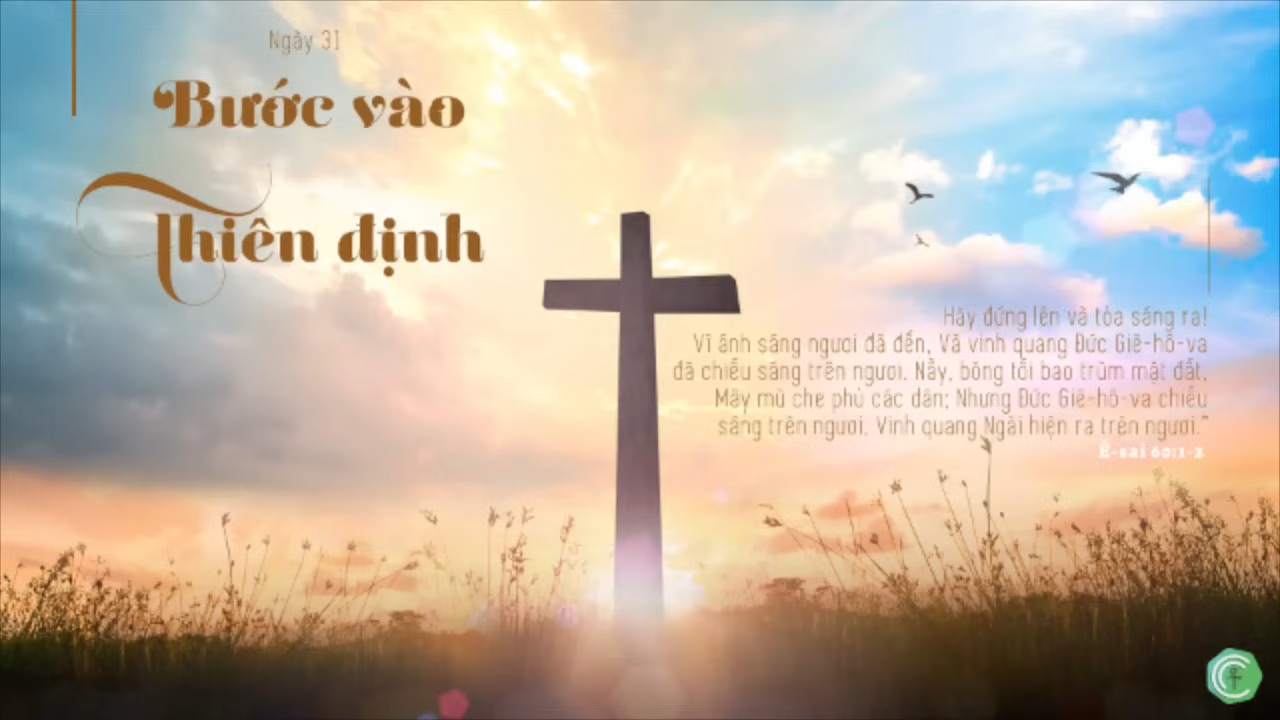 Ngày 31
Bước vào
Thiên định
Hãy đứng lên và tỏa sáng ra!
Vì ánh sáng ngươi đã đến, Và vinh quang Đức Giê-hô-va
đã chiếu sáng trên ngươi. Nầy, bóng tối bao trùm mặt đất,
Mây mù che phủ các dân; Nhưng Đức Giê-hô-va chiếu
sáng trên ngươi, Vinh quang Ngài hiện ra trên ngươi."
Ê-sai 60:1-2